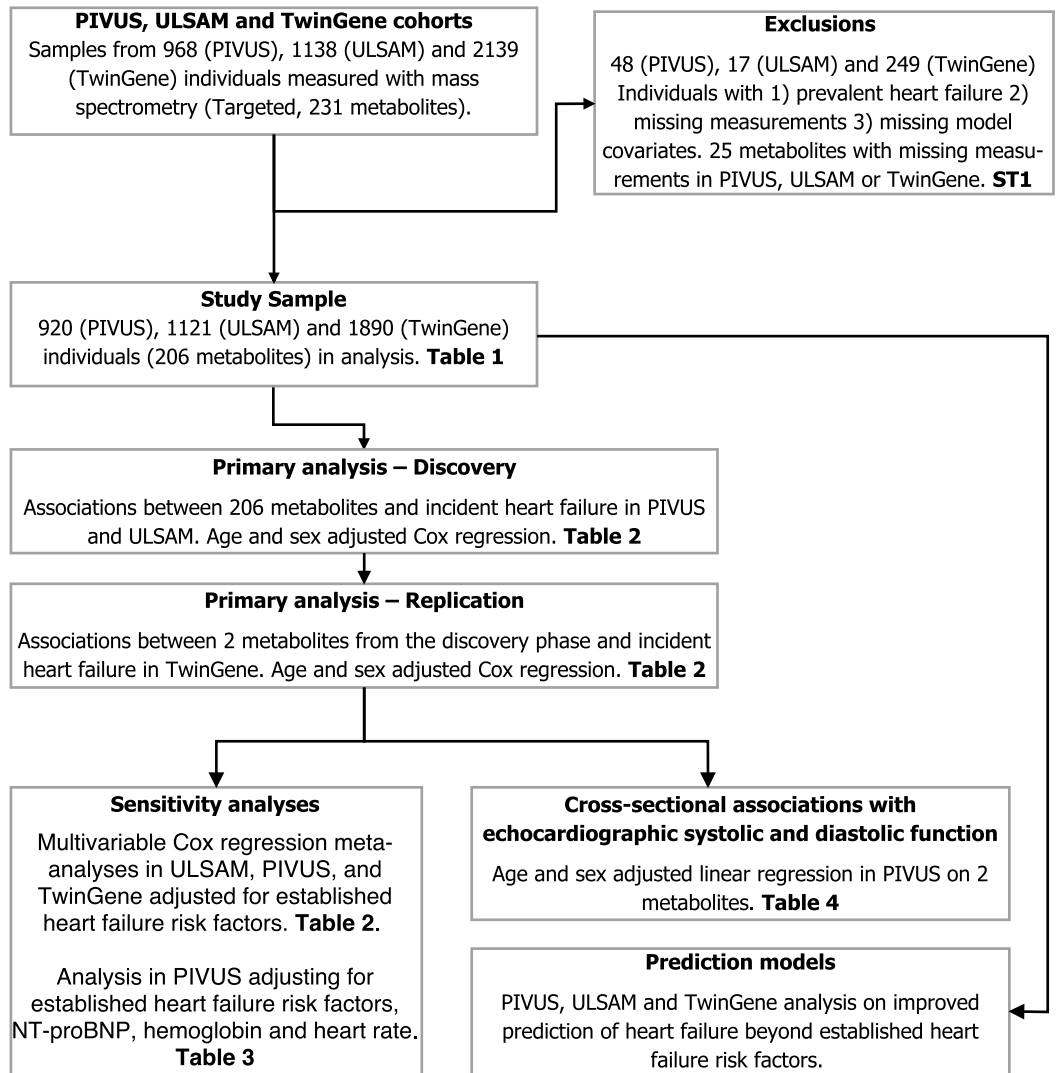 PIVUS, ULSAM and TwinGene cohorts
Samples from 968 (PIVUS), 1138 (ULSAM) and 2139
(TwinGene) individuals measured with mass
spectrometry (Targeted, 231 metabolites).
Exclusions
48 (PIVUS), 17 (ULSAM) and 249 (TwinGene)
Individuals with 1) prevalent heart failure 2)
missing measurements 3) missing model
covariates. 25 metabolites with missing measu-
rements in PIVUS, ULSAM or TwinGene. ST1
Study Sample
920 (PIVUS), 1121 (ULSAM) and 1890 (TwinGene)
individuals (206 metabolites) in analysis. Table 1
Primary analysis – Discovery
Associations between 206 metabolites and incident heart failure in PIVUS
and ULSAM. Age and sex adjusted Cox regression. Table 2
Primary analysis – Replication
Associations between 2 metabolites from the discovery phase and incident
heart failure in TwinGene. Age and sex adjusted Cox regression. Table 2
Sensitivity analyses
Multivariable Cox regression meta-
analyses in ULSAM, PIVUS, and
TwinGene adjusted for established
heart failure risk factors. Table 2.
Analysis in PIVUS adjusting for
established heart failure risk factors,
NT-proBNP, hemoglobin and heart rate.
Table 3
Cross-sectional associations with
echocardiographic systolic and diastolic function
Age and sex adjusted linear regression in PIVUS on 2
metabolites. Table 4
Prediction models
PIVUS, ULSAM and TwinGene analysis on improved
prediction of heart failure beyond established heart
failure risk factors.